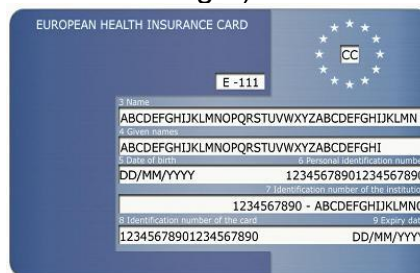 EUROPEAN HEALTH INSURANCE CARD
CC
E -111
3 Name
ABCDEFGHIJKLMNOPQRSTUVWXYZABCDEFGHIJKLMN
4 Given names
ABCDEFGHIJKLMNOPQRSTUVWXYZABCDEFGHI
5 Date of birth 6 Personal identification numbe
DD/MM/YYYY 1234567890123456789
7 Identification number of the institutio
1234567890 - ABCDEFGHIJKLMNO
8 Identification number of the card 9 Expiry dat
12345678901234567890 DD/MM/YYY